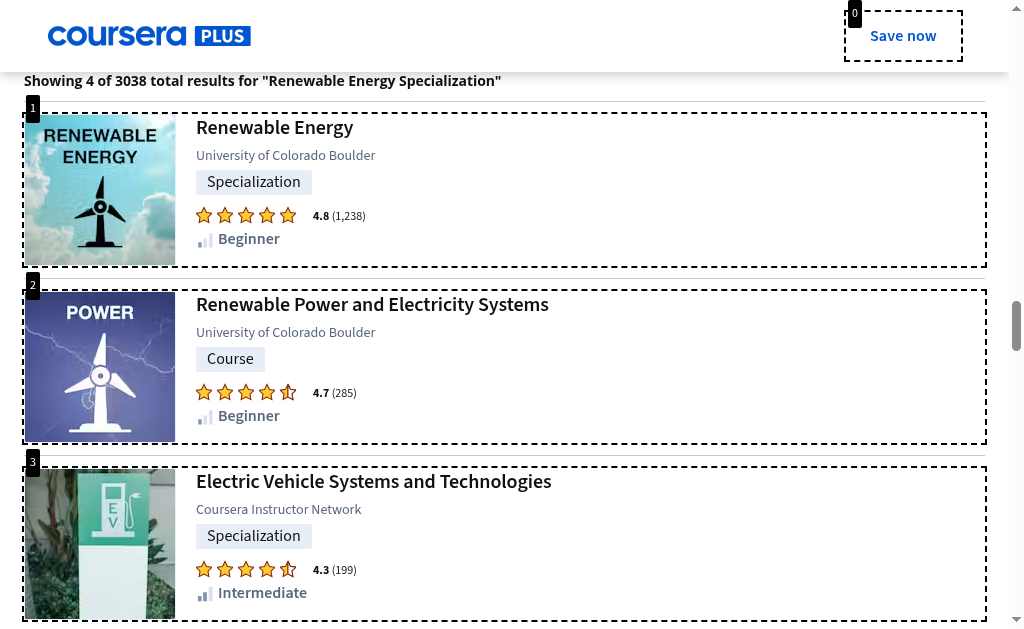 coursera PLUS
0
Save now
Showing 4 of 3038 total results for "Renewable Energy Specialization"
1
RENEWABLE
ENERGY
Renewable Energy
University of Colorado Boulder
Specialization
4.8 (1,238)
Beginner
2
POWER
Renewable Power and Electricity Systems
University of Colorado Boulder
Course
4.7 (285)
Beginner
3
EV
Electric Vehicle Systems and Technologies
Coursera Instructor Network
Specialization
4.3 (199)
Intermediate